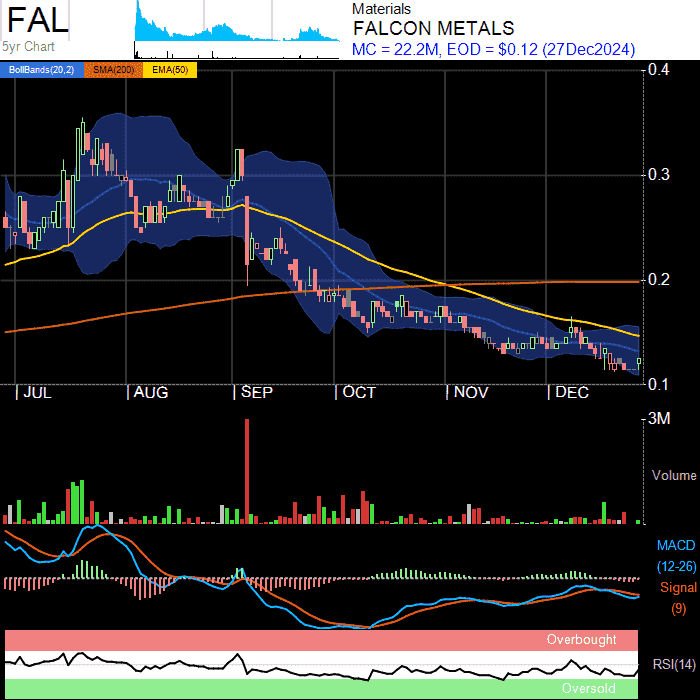 FAL
5yr Chart
Materials
FALCON METALS
MC = 22.2M, EOD = $0.12 (27Dec2024)
BollBands(20,2) SMA(200) EMA(50)
0.4
0.3
0.2
0.1
JUL AUG SEP OCT NOV DEC
3M
Volume
MACD
(12-26)
Signal
(9)
Overbought
RSI(14)
Oversold